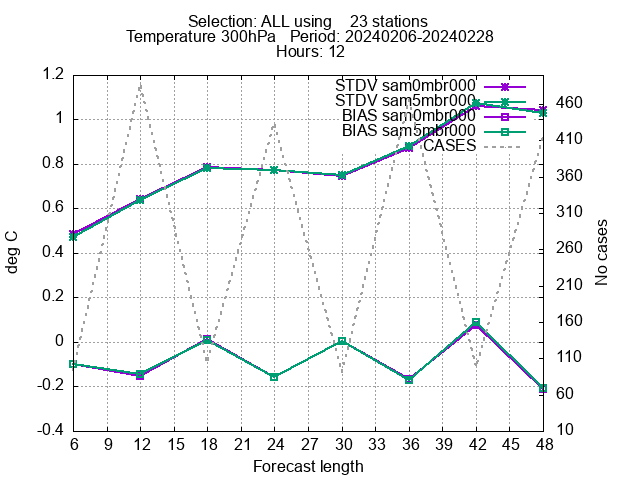 Selection: ALL using    23 stations
Temperature 300hPa   Period: 20240206-20240228
Hours: 12
STDV sam0mbr000
STDV sam5mbr000
BIAS sam0mbr000
BIAS sam5mbr000
CASES
1.2
1
0.8
0.6
0.4
0.2
0
-0.2
-0.4
deg C
460
410
360
310
260
210
160
110
60
10
No cases
6 9 12 15 18 21 24 27 30 33 36 39 42 45 48
Forecast length